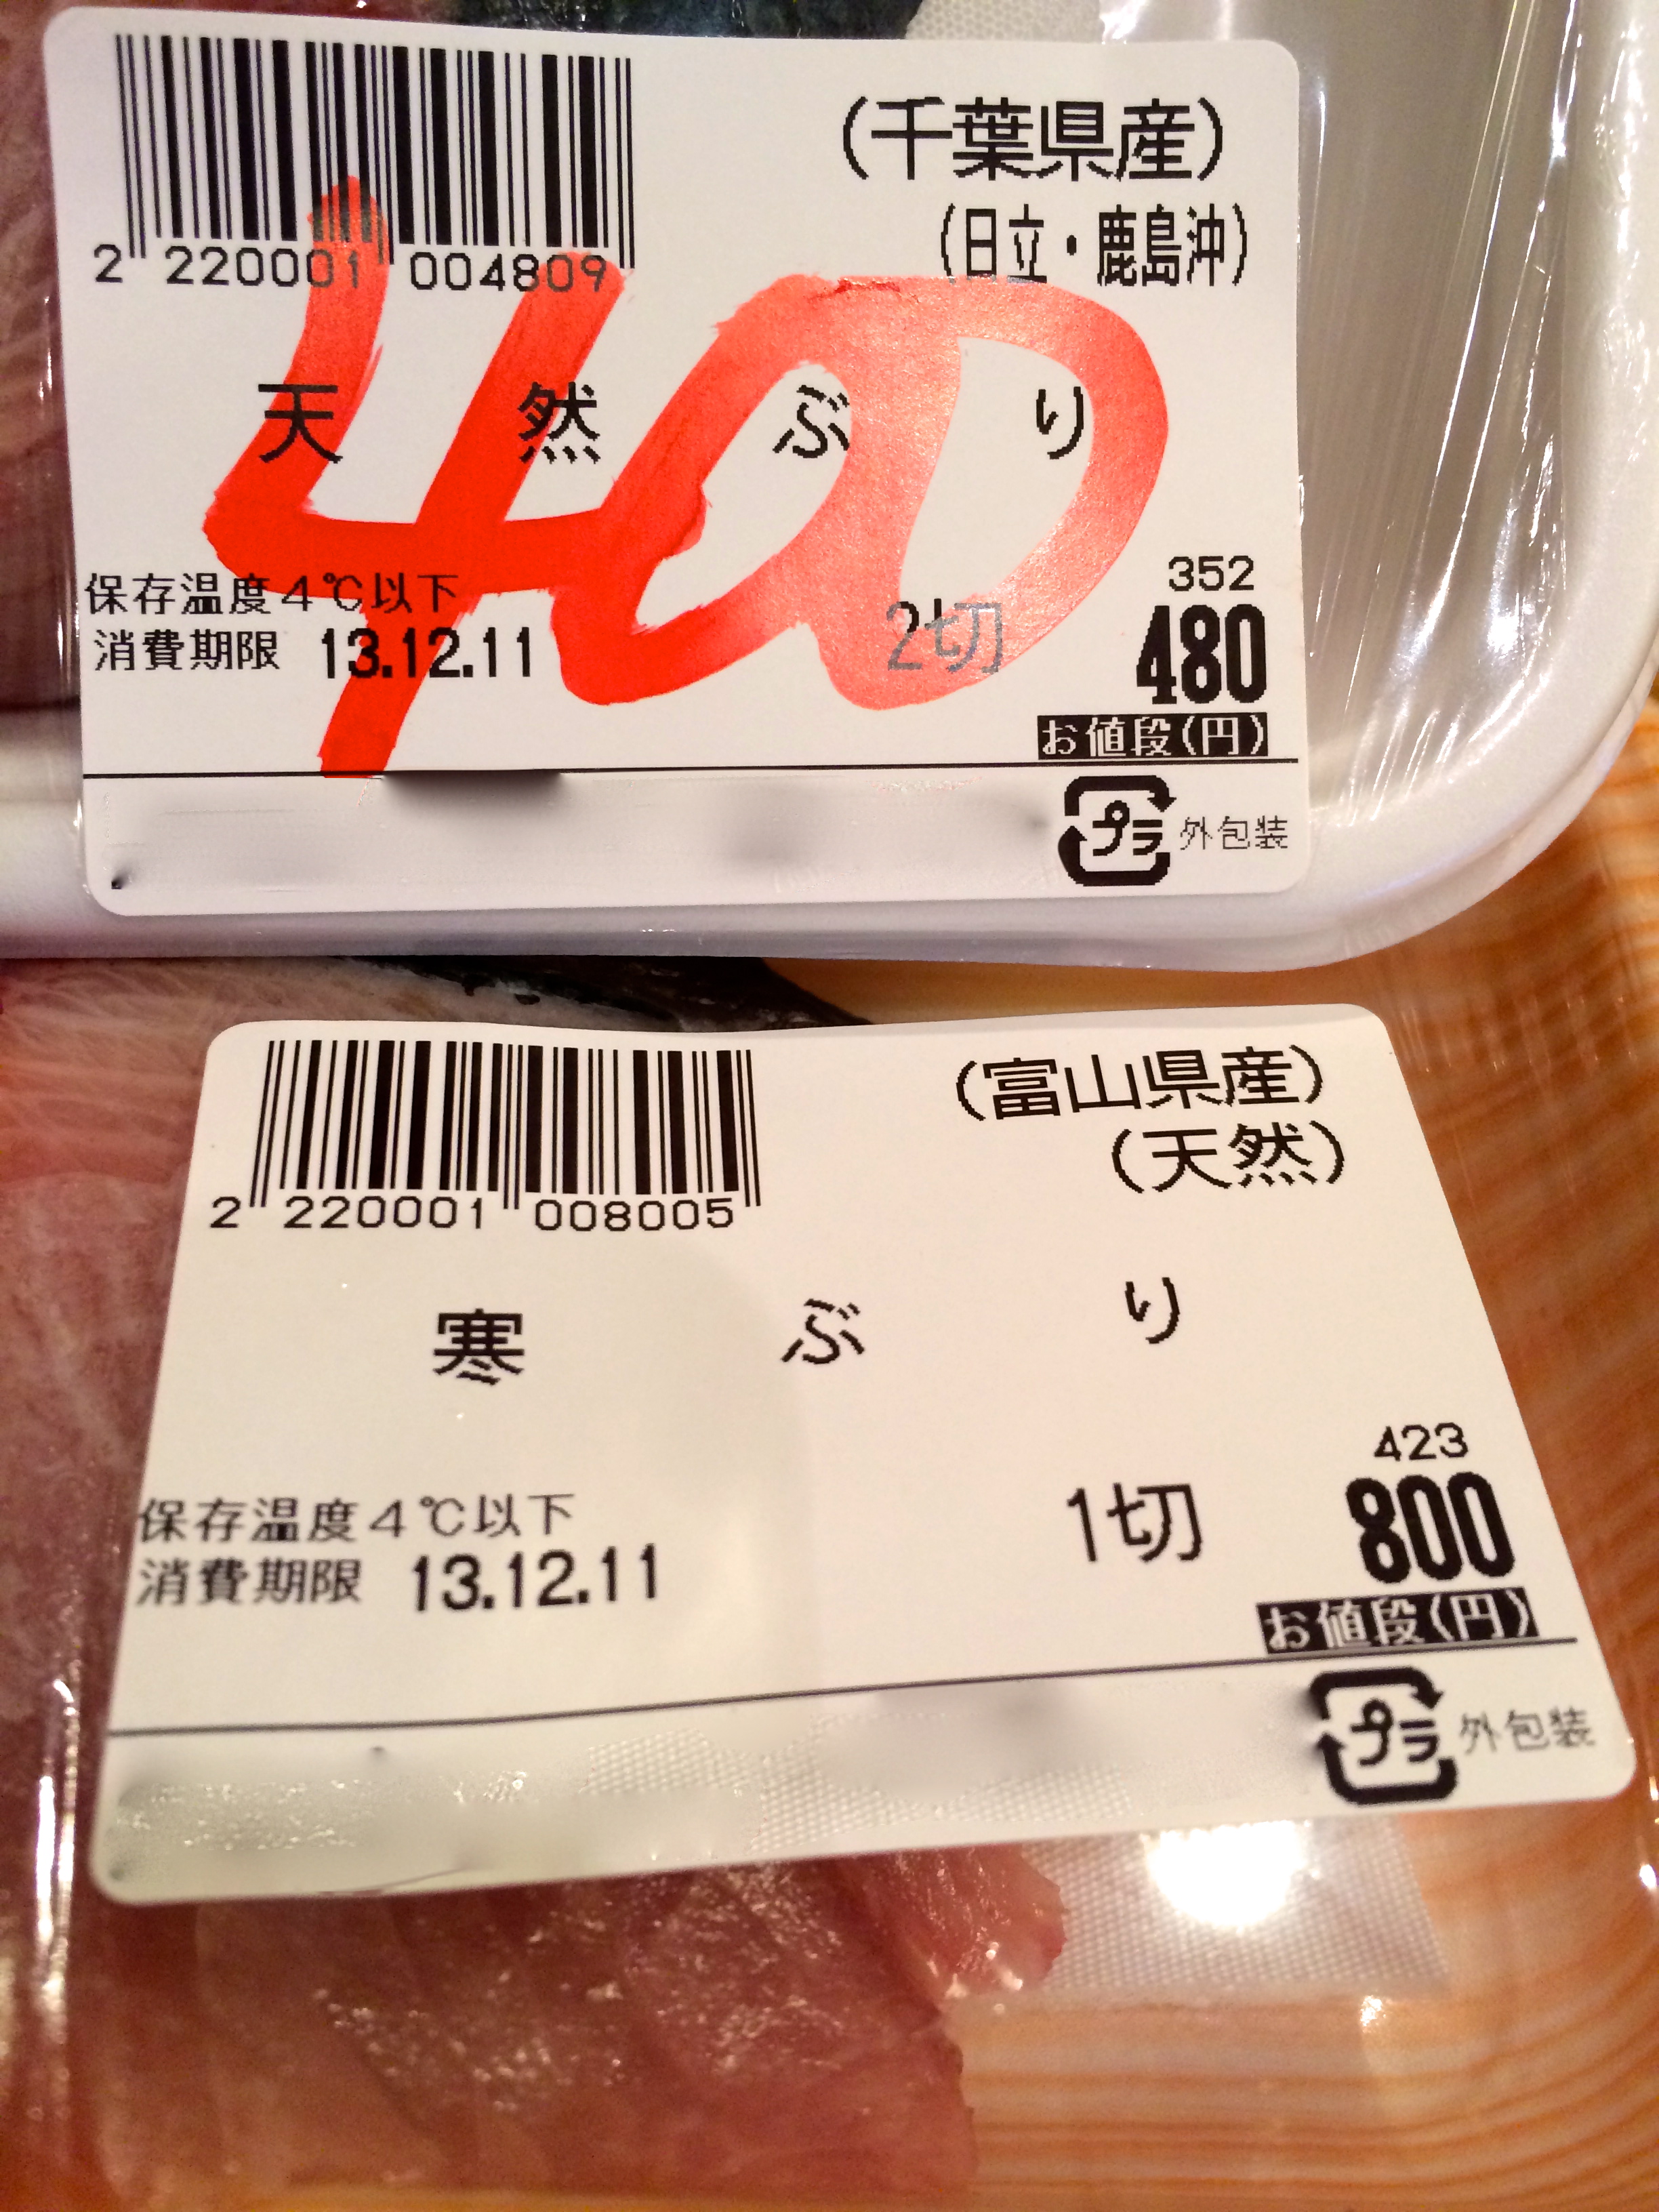 2 220001 004809
(千葉県産)
(日立・鹿島沖)
400
天然ぶり
保存温度4℃以下
消費期限 13.12.11
2切
352
480
お値段(円)
プラ 外包装
2 220001 008005
(富山県産)
(天然)
寒ぶり
保存温度4℃以下
消費期限 13.12.11
1切
423
800
お値段(円)
プラ 外包装